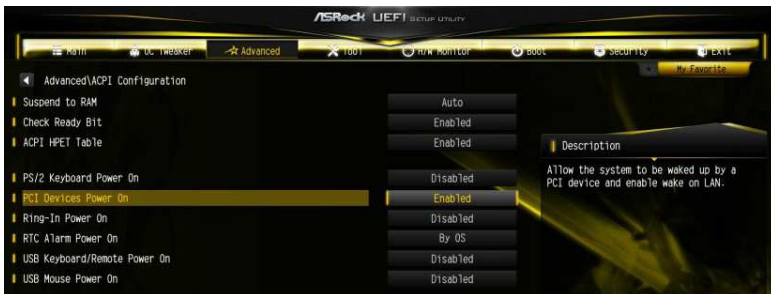 ASRock UEFI SETUP UTILITY
Main OC Tweaker Advanced Tool H/W Monitor Boot Security Exit
My Favorite
Advanced\ACPI Configuration
Suspend to RAM Auto
Check Ready Bit Enabled
ACPI HPET Table Enabled
Description
PS/2 Keyboard Power On Disabled
Allow the system to be waked up by a
PCI device and enable wake on LAN.
PCI Devices Power On Enabled
Ring-In Power On Disabled
RTC Alarm Power On By OS
USB Keyboard/Remote Power On Disabled
USB Mouse Power On Disabled